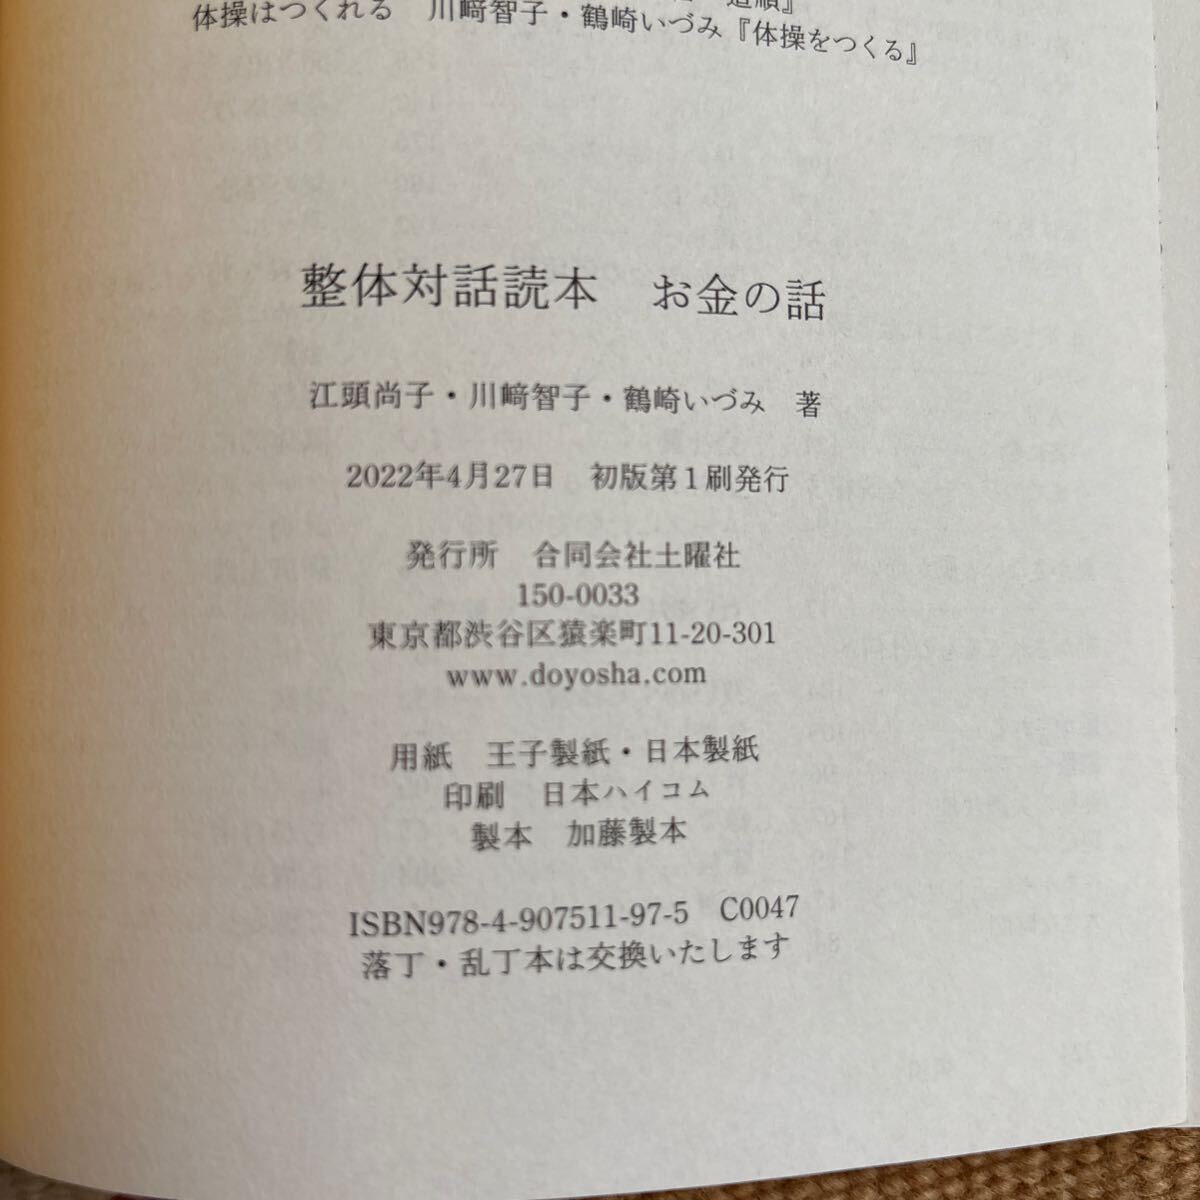 道順』
体操はつくれる　川﨑智子・鶴崎いづみ『体操をつくる』
整体対話読本　お金の話
江頭尚子・川﨑智子・鶴崎いづみ　著
2022年4月27日　初版第1刷発行
発行所　合同会社土曜社
150-0033
東京都渋谷区猿楽町11-20-301
www.doyosha.com
用紙　王子製紙・日本製紙
印刷　日本ハイコム
製本　加藤製本
ISBN978-4-907511-97-5　C0047
落丁・乱丁本は交換いたします